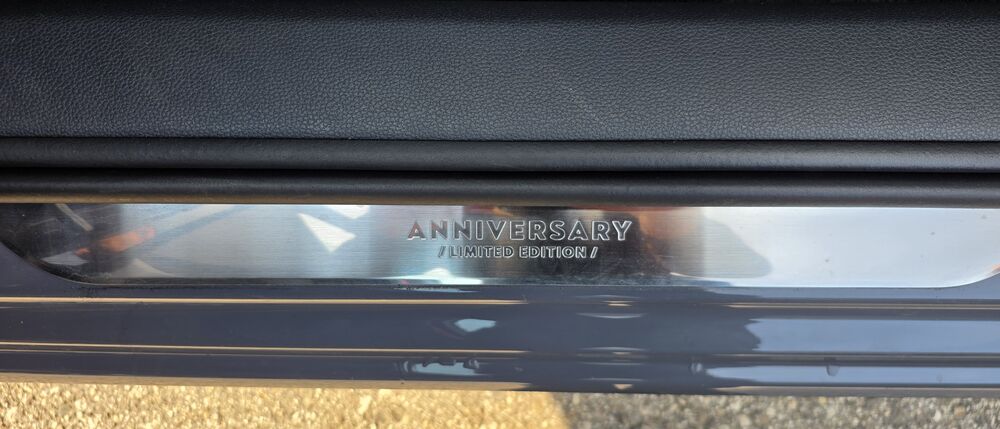 ANNIVERSARY
/ LIMITED EDITION /